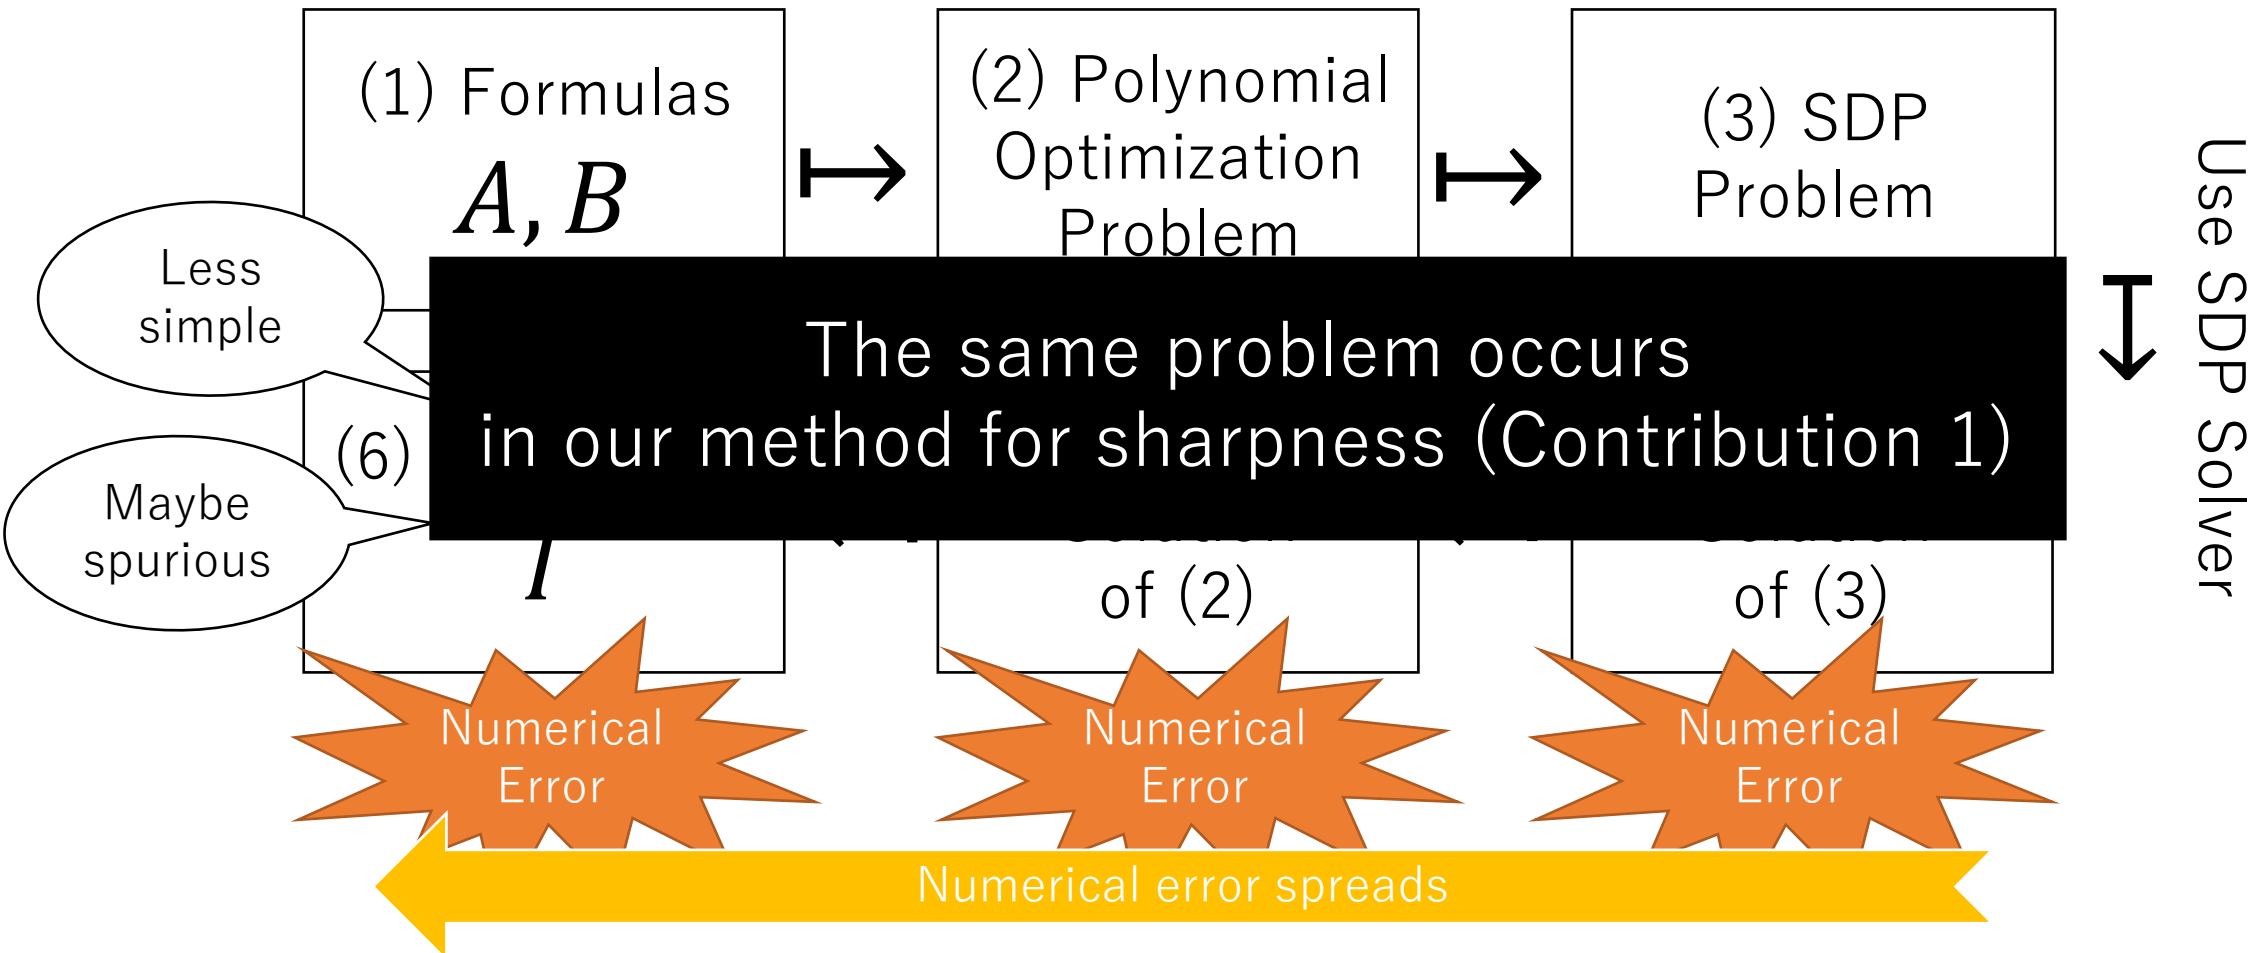 (1) Formulas
A, B
(2) Polynomial
Optimization
Problem
(3) SDP
Problem
Use SDP Solver
Less
simple
The same problem occurs
in our method for sharpness (Contribution 1)
(6)
Maybe
spurious
I
of (2)
of (3)
Numerical
Error
Numerical
Error
Numerical
Error
Numerical error spreads